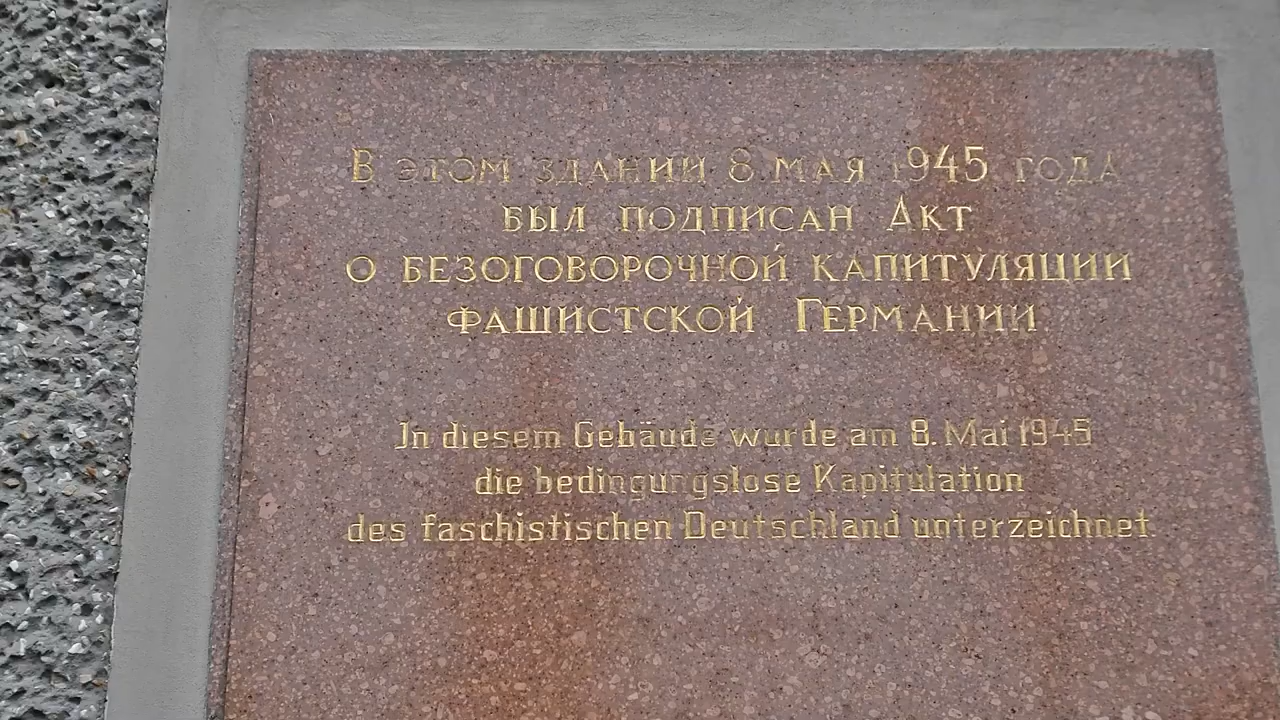 В этом здании 8 мая 1945 года
был подписан Акт
о безоговорочной капитуляции
фашистской Германии
In diesem Gebäude wurde am 8. Mai 1945
die bedingungslose Kapitulation
des faschistischen Deutschland unterzeichnet.